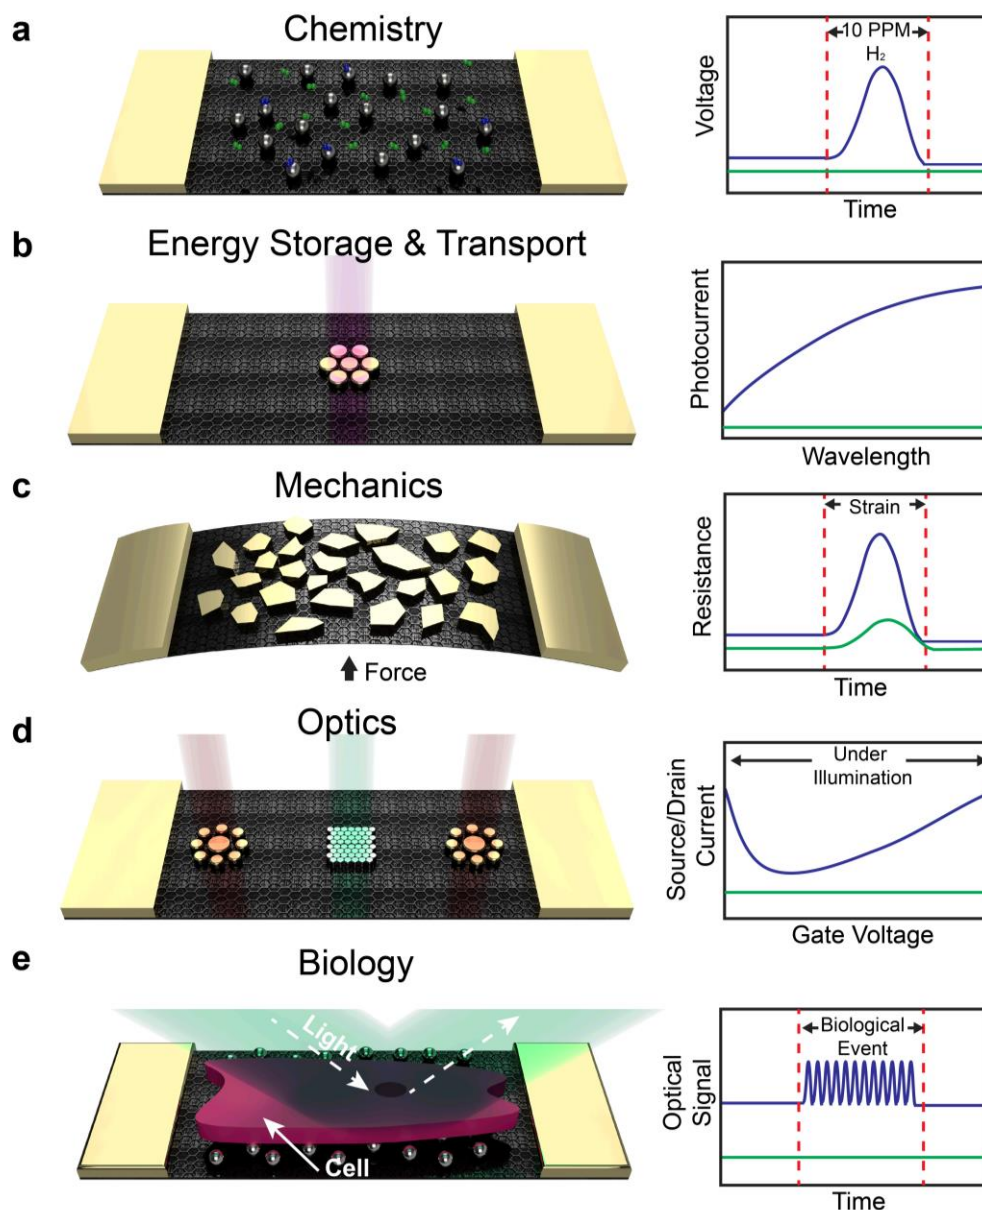 a
Chemistry
10 PPM
H₂
Voltage
Time
b
Energy Storage & Transport
Photocurrent
Wavelength
c
Mechanics
Force
Strain
Resistance
Time
d
Optics
Under
Illumination
Source/Drain
Current
Gate Voltage
e
Biology
Light
Cell
Biological
Event
Optical
Signal
Time